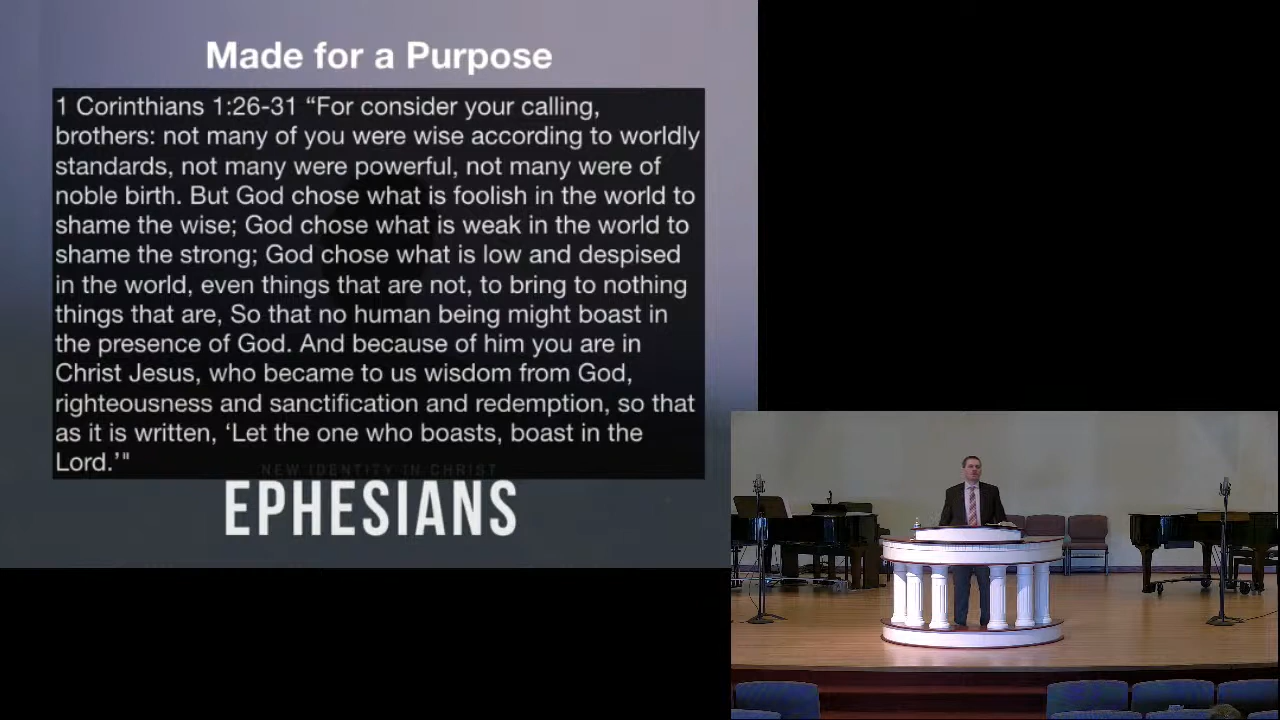 Made for a Purpose
1 Corinthians 1:26-31 “For consider your calling,
brothers: not many of you were wise according to worldly
standards, not many were powerful, not many were of
noble birth. But God chose what is foolish in the world to
shame the wise; God chose what is weak in the world to
shame the strong; God chose what is low and despised
in the world, even things that are not, to bring to nothing
things that are, So that no human being might boast in
the presence of God. And because of him you are in
Christ Jesus, who became to us wisdom from God,
righteousness and sanctification and redemption, so that
as it is written, ‘Let the one who boasts, boast in the
Lord.’"
NEW IDENTITY IN CHRIST
EPHESIANS